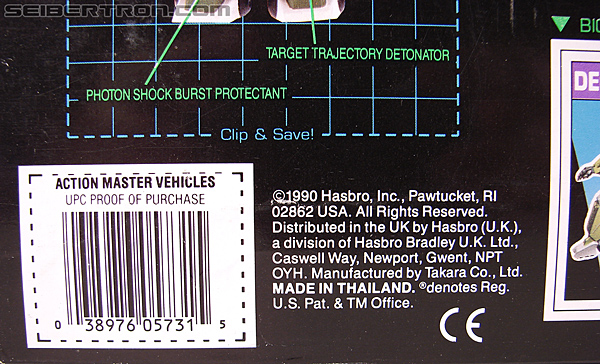 SEIBERTRON.COM
TARGET TRAJECTORY DETONATOR
PHOTON SHOCK BURST PROTECTANT
Clip & Save!
ACTION MASTER VEHICLES
UPC PROOF OF PURCHASE
0 38976 05731 5
©1990 Hasbro, Inc., Pawtucket, RI
02862 USA. All Rights Reserved.
Distributed in the UK by Hasbro (U.K.),
a division of Hasbro Bradley U.K. Ltd.,
Caswell Way, Newport, Gwent, NPT
OYH. Manufactured by Takara Co., Ltd.
MADE IN THAILAND. ®denotes Reg.
U.S. Pat. & TM Office.
CE
BIO
DE